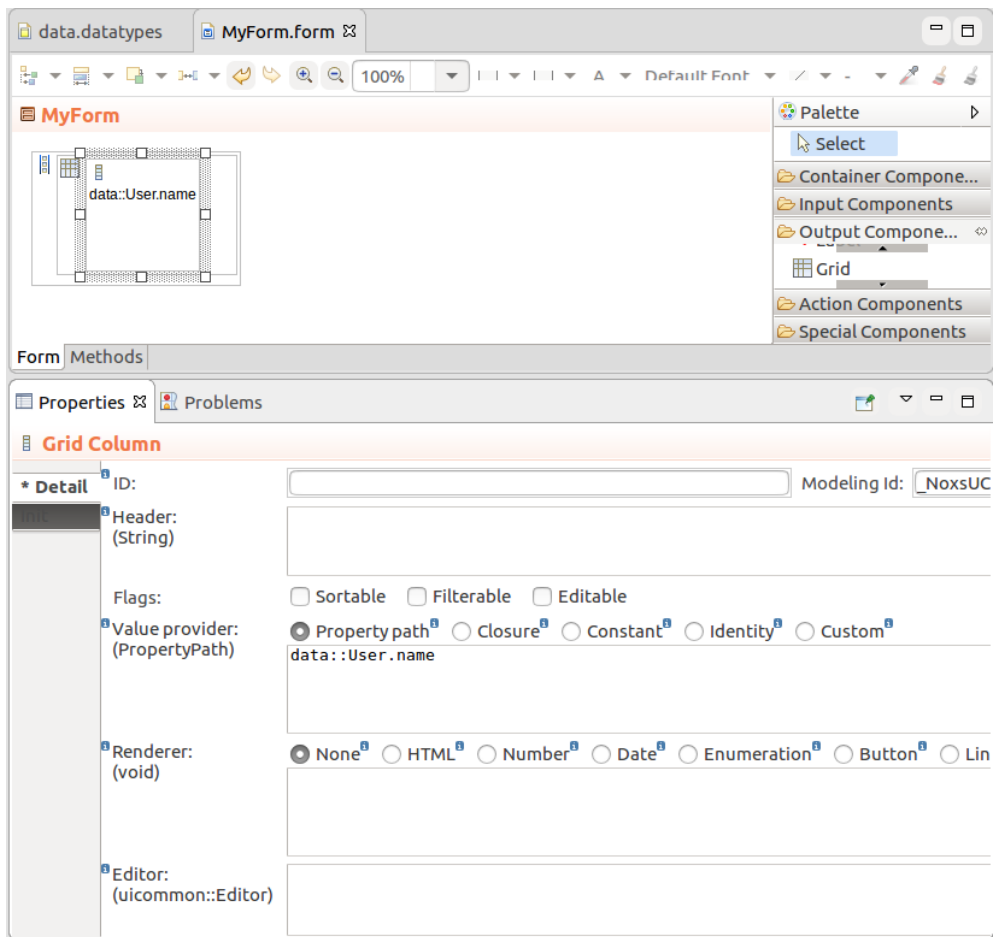 data.datatypes MyForm.form
100% A Default Font
MyForm
Palette
Select
Container Compone...
Input Components
Output Compone...
Grid
Action Components
Special Components
data::User.name
Form Methods
Properties Problems
Grid Column
* Detail
Init
ID:
Modeling Id: _NoxsUC
Header:
(String)
Flags: Sortable Filterable Editable
Value provider:
(PropertyPath)
Property path Closure Constant Identity Custom
data::User.name
Renderer:
(void)
None HTML Number Date Enumeration Button Lin
Editor:
(uicommon::Editor)